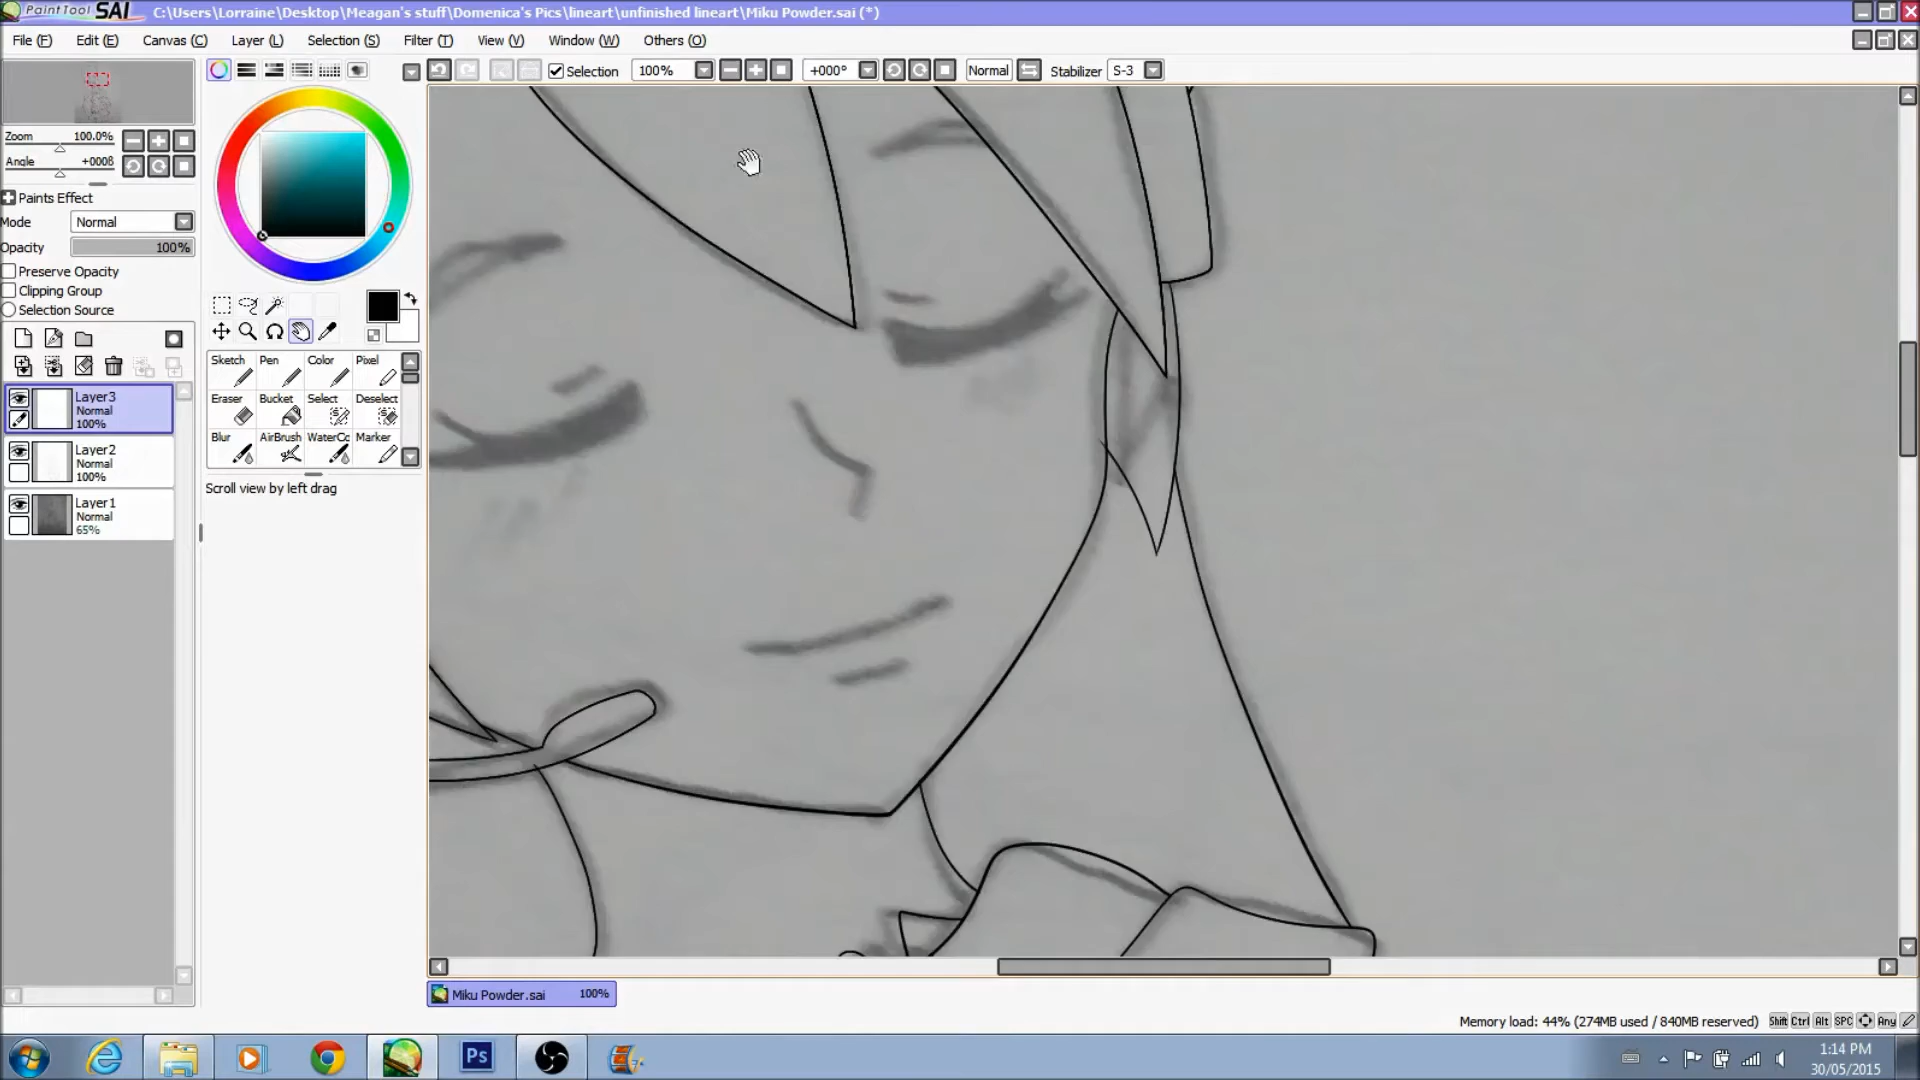 PaintTool SAI C:\Users\Lorraine\Desktop\Meagan's stuff\Domenica's Pics\lineart\unfinished lineart\Miku Powder.sai (*)
File (F) Edit (E) Canvas (C) Layer (L) Selection (S) Filter (T) View (V) Window (W) Others (O)
Selection 100% +000° Normal Stabilizer S-3
Zoom 100.0%
Angle +000ß
Paints Effect
Mode Normal
Opacity 100%
Preserve Opacity
Clipping Group
Selection Source
Sketch Pen Color Pixel
Eraser Bucket Select Deselect
Blur AirBrush WaterCo Marker
Scroll view by left drag
Layer3
Normal
100%
Layer2
Normal
100%
Layer1
Normal
65%
Miku Powder.sai 100%
Memory load: 44% (274MB used / 840MB reserved) Shift Ctrl Alt SPC Any
Ps
1:14 PM
30/05/2015